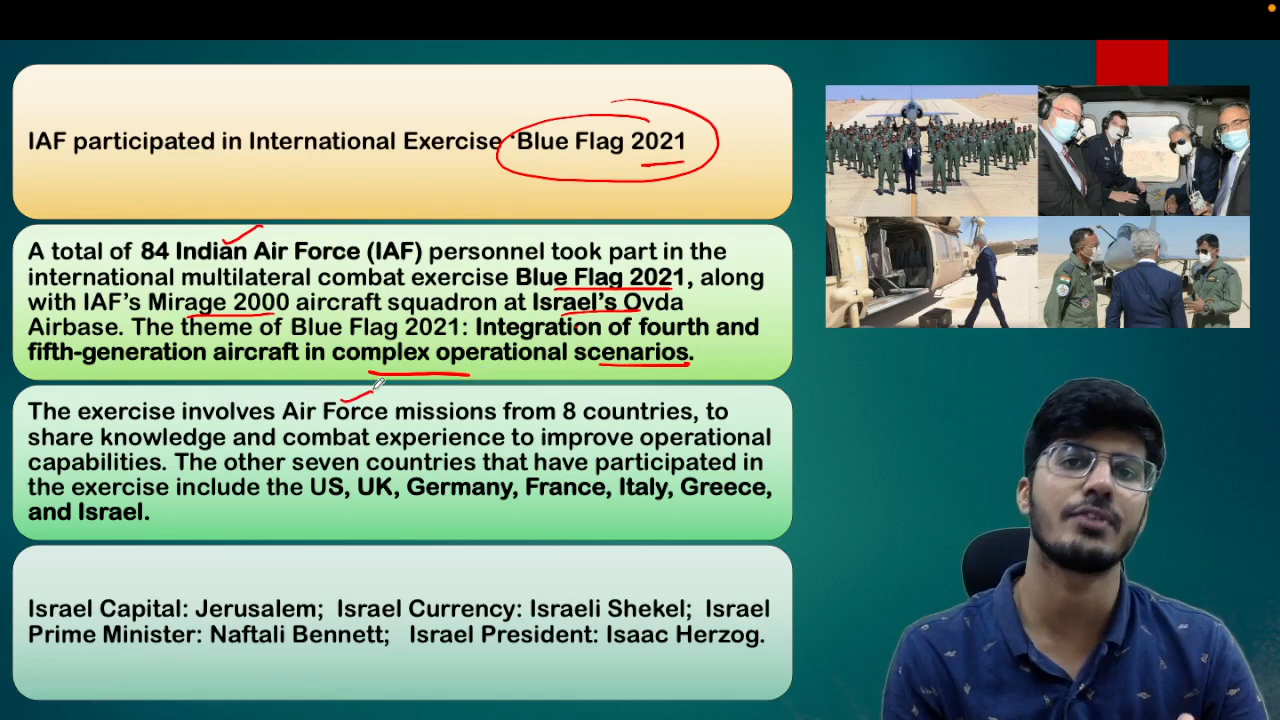 IAF participated in International Exercise ‘Blue Flag 2021
A total of 84 Indian Air Force (IAF) personnel took part in the
international multilateral combat exercise Blue Flag 2021, along
with IAF’s Mirage 2000 aircraft squadron at Israel’s Ovda
Airbase. The theme of Blue Flag 2021: Integration of fourth and
fifth-generation aircraft in complex operational scenarios.
The exercise involves Air Force missions from 8 countries, to
share knowledge and combat experience to improve operational
capabilities. The other seven countries that have participated in
the exercise include the US, UK, Germany, France, Italy, Greece,
and Israel.
Israel Capital: Jerusalem; Israel Currency: Israeli Shekel; Israel
Prime Minister: Naftali Bennett; Israel President: Isaac Herzog.